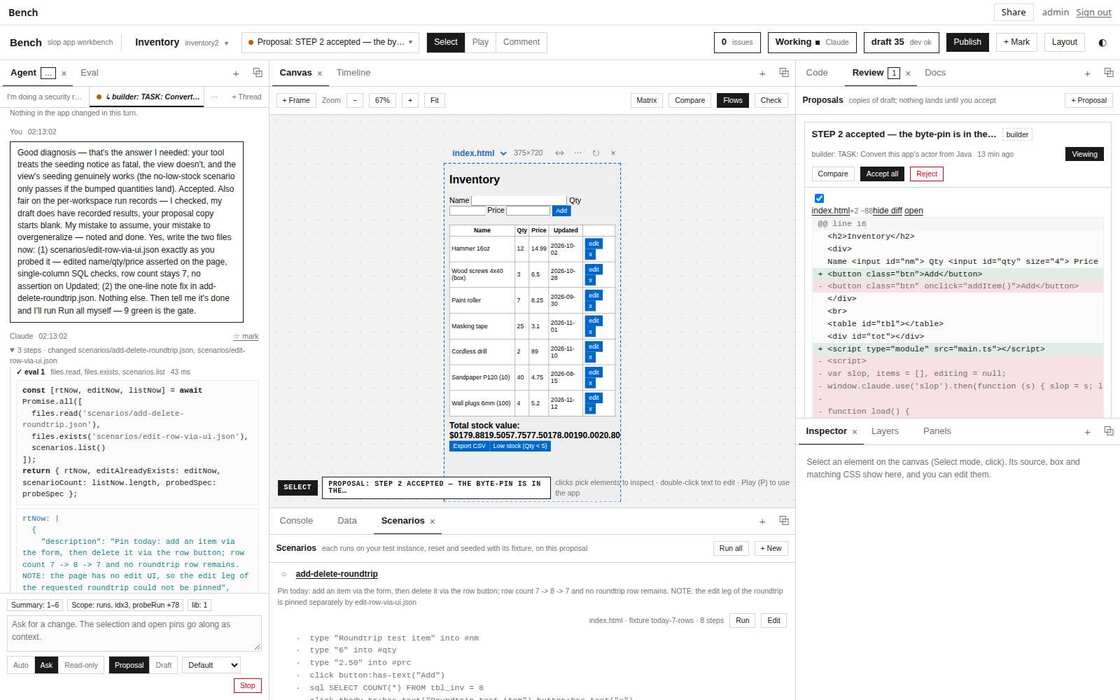 Bench
Share admin Sign out
Bench slop app workbench Inventory inventory2 ▾ Proposal: STEP 2 accepted — the by… ▾ Select Play Comment 0 issues Working ■ Claude draft 35 dev ok Publish + Mark Layout
Agent … × Eval
I'm doing a security r… ↳ builder: TASK: Convert… ⋯ + Thread
Nothing in the app changed in this turn.
You 02:13:02
Good diagnosis — that's the answer I needed: your tool
treats the seeding notice as fatal, the view doesn't, and the
view's seeding genuinely works (the no-low-stock scenario
only passes if the bumped quantities land). Accepted. Also
fair on the per-workspace run records — I checked, my
draft does have recorded results, your proposal copy
starts blank. My mistake to assume, your mistake to
overgeneralize — noted and done. Yes, write the two files
now: (1) scenarios/edit-row-via-ui.json exactly as you
probed it — edited name/qty/price asserted on the page,
single-column SQL checks, row count stays 7, no
assertion on Updated; (2) the one-line note fix in add-
delete-roundtrip.json. Nothing else. Then tell me it's done
and I'll run Run all myself — 9 green is the gate.
Claude 02:13:02 ☆ mark
▾ 3 steps · changed scenarios/add-delete-roundtrip.json, scenarios/edit-
row-via-ui.json
✓ eval 1 files.read, files.exists, scenarios.list · 43 ms
const [rtNow, editNow, listNow] = await
Promise.all([
files.read('scenarios/add-delete-
roundtrip.json'),
files.exists('scenarios/edit-row-via-ui.json'),
scenarios.list()
]);
return { rtNow, editAlreadyExists: editNow,
scenarioCount: listNow.length, probedSpec:
probeSpec };
rtNow: |
{
"description": "Pin today: add an item via
the form, then delete it via the row button; row
count 7 -> 8 -> 7 and no roundtrip row remains.
NOTE: the page has no edit UI, so the edit leg of
the requested roundtrip could not be pinned",
Summary: 1–6 Scope: runs, idx3, probeRun +78 lib: 1
Ask for a change. The selection and open pins go along as
context.
Auto Ask Read-only Proposal Draft Default
Stop
Canvas × Timeline
+ Frame Zoom − 67% + Fit Matrix Compare Flows Check
index.html 375×720 ⋯ ×
Inventory
Name Qty
Price Add
Name Qty Price Updated
Hammer 16oz 12 14.99 2026-10-02 edit x
Wood screws 4x40 (box) 3 6.5 2026-10-28 edit x
Paint roller 7 8.25 2026-09-30 edit x
Masking tape 25 3.1 2026-11-01 edit x
Cordless drill 2 89 2026-11-10 edit x
Sandpaper P120 (10) 40 4.75 2026-08-15 edit x
Wall plugs 6mm (100) 4 5.2 2026-11-12 edit x
Total stock value:
$0179.8819.5057.7577.50178.00190.0020.80
Export CSV Low stock (Qty < 5)
SELECT PROPOSAL: STEP 2 ACCEPTED — THE BYTE-PIN IS IN THE… clicks pick elements to inspect · double-click text to edit · Play (P) to use the app
Console Data Scenarios ×
Scenarios each runs on your test instance, reset and seeded with its fixture, on this proposal Run all + New
add-delete-roundtrip
Pin today: add an item via the form, then delete it via the row button; row count 7 -> 8 -> 7 and no roundtrip row remains. NOTE: the edit leg of the roundtrip
is pinned separately by edit-row-via-ui.json
index.html · fixture today-7-rows · 8 steps Run Edit
· type "Roundtrip test item" into #nm
· type "6" into #qty
· type "2.50" into #prc
· click button:has-text("Add")
· sql SELECT COUNT(*) FROM tbl_inv = 8
Code Review 1 × Docs
Proposals copies of draft; nothing lands until you accept + Proposal
STEP 2 accepted — the byte-pin is in the… builder
builder: TASK: Convert this app's actor from Java · 13 min ago Viewing
Compare Accept all Reject
index.html+2 −88hide diff open
@@ line 16
<h2>Inventory</h2>
<div>
Name <input id="nm"> Qty <input id="qty" size="4"> Price
+ <button class="btn">Add</button>
- <button class="btn" onclick="addItem()">Add</button>
</div>
<br>
<table id="tbl"></table>
<div id="tot"></div>
+ <script type="module" src="main.ts"></script>
- <script>
- var slop, items = [], editing = null;
- window.claude.use('slop').then(function (s) { slop = s; l
-
- function load() {
Inspector × Layers Panels
Select an element on the canvas (Select mode, click). Its source, box and
matching CSS show here, and you can edit them.